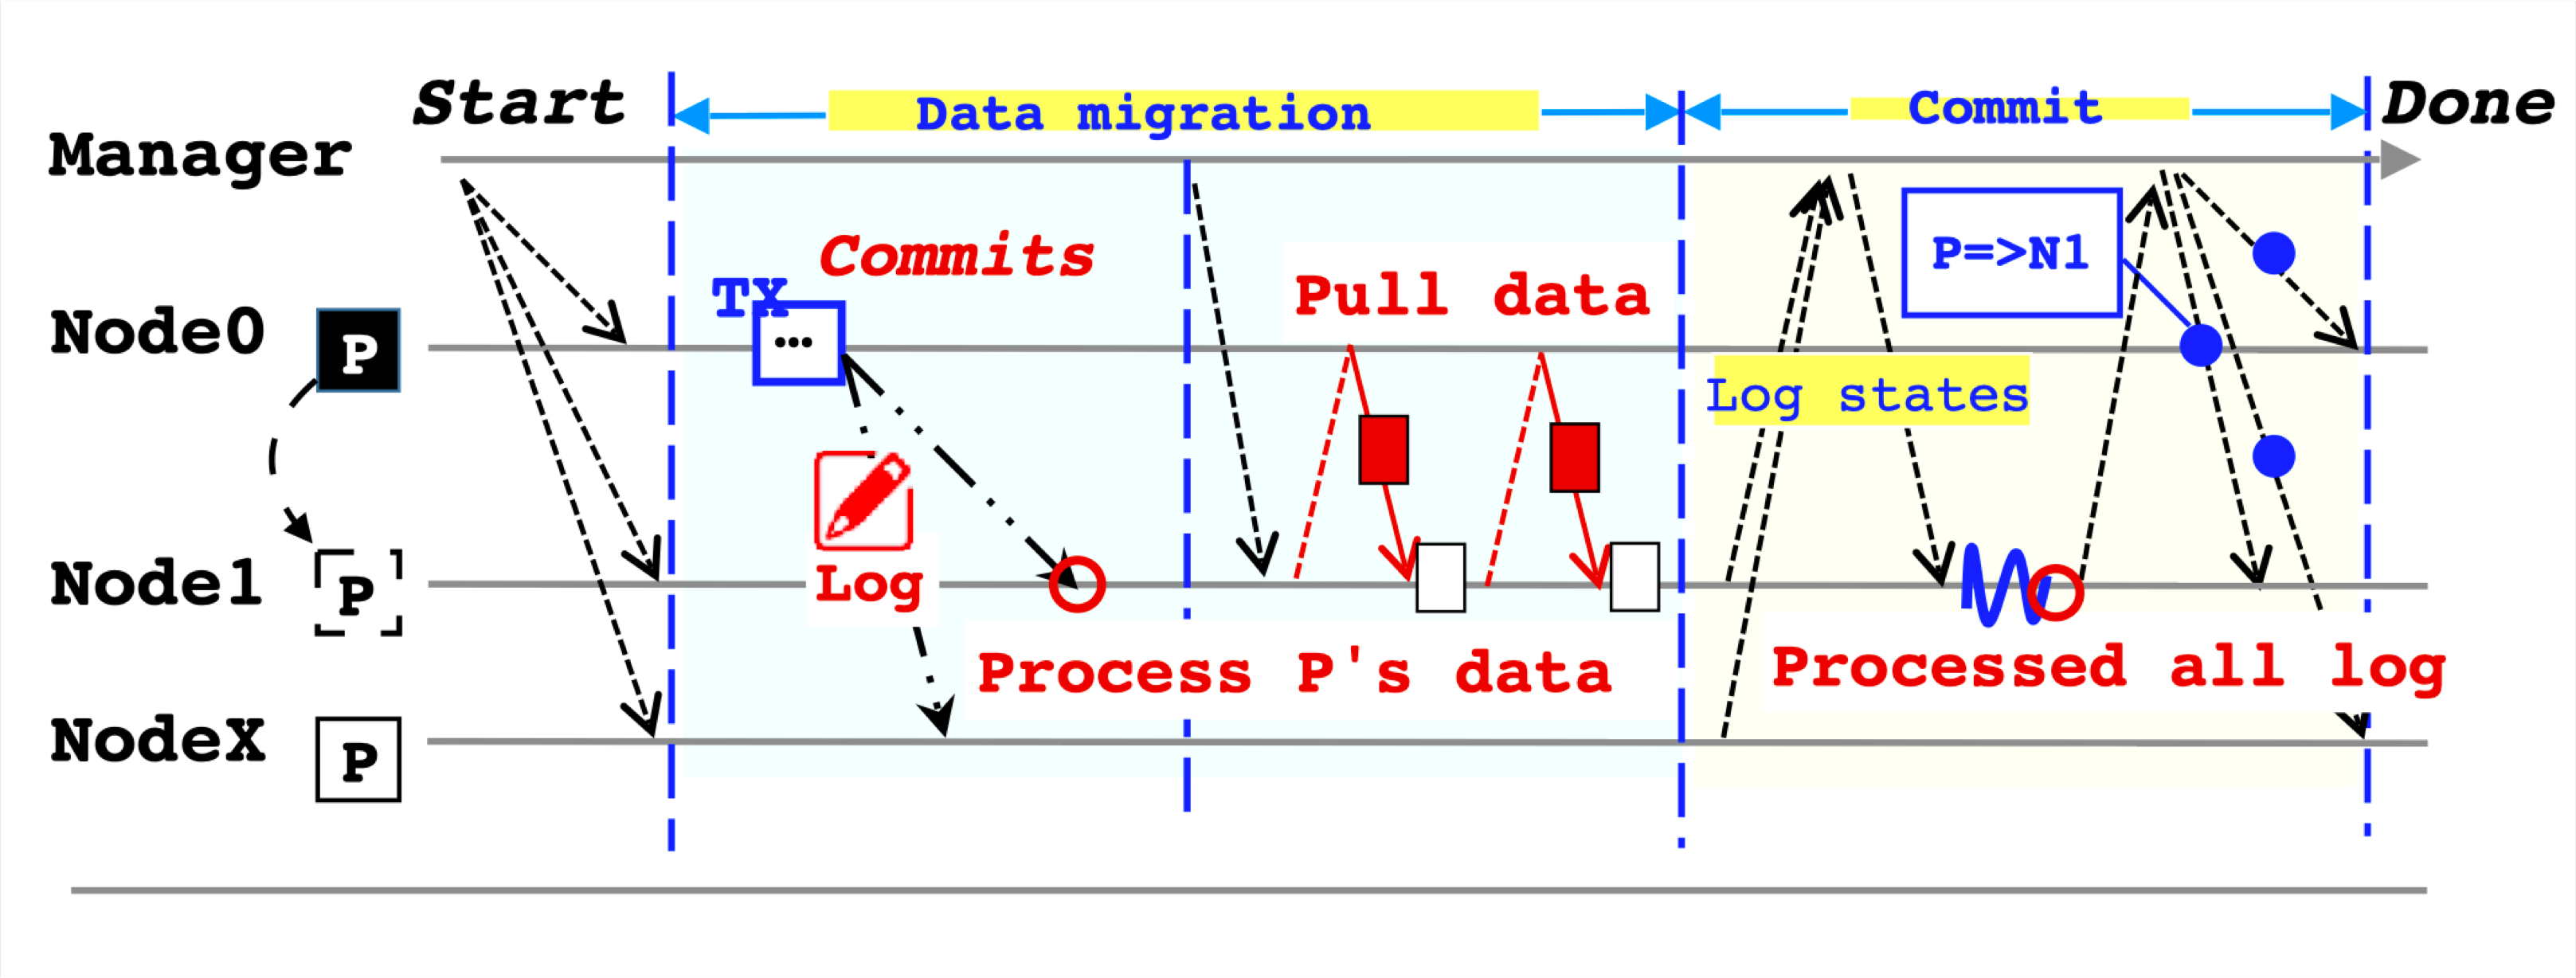 Start
Data migration
Commit
Done
Manager
Commits
TX
...
P=>N1
Pull data
Node0
P
Log states
Log
Node1
P
Process P's data
Processed all log
NodeX
P